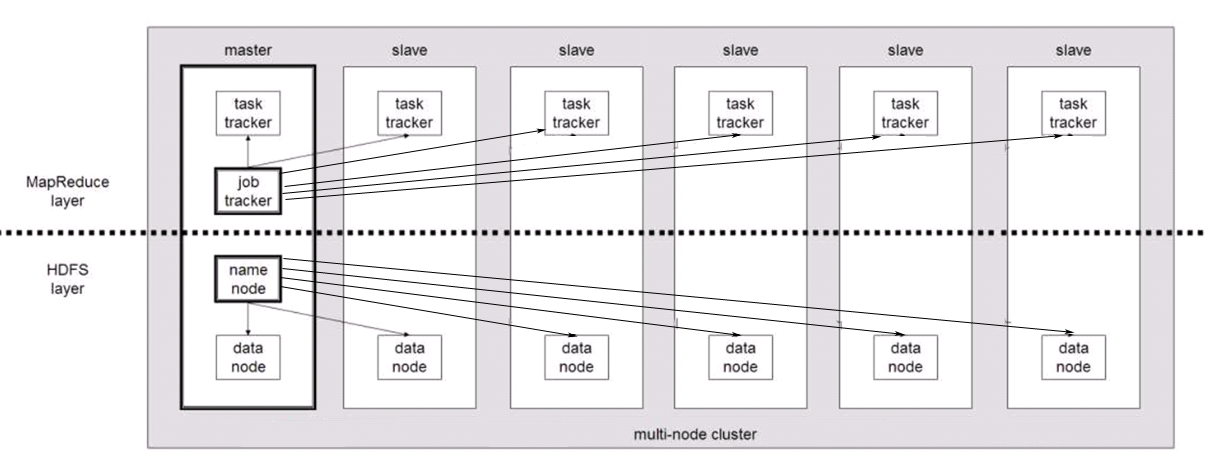 master
slave
slave
slave
slave
slave
task
tracker
task
tracker
task
tracker
task
tracker
task
tracker
task
tracker
MapReduce
layer
job
tracker
HDFS
layer
name
node
data
node
data
node
data
node
data
node
data
node
data
node
multi-node cluster